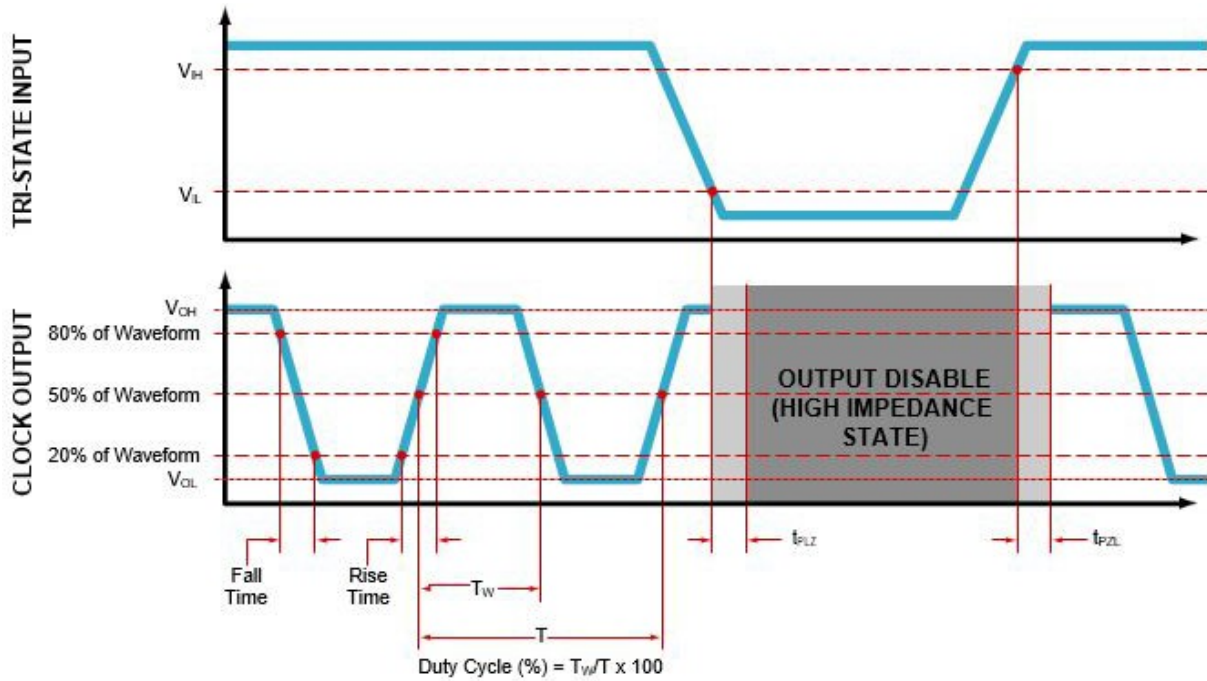 TRI-STATE INPUT
VIH
VIL
CLOCK OUTPUT
VOH
80% of Waveform
50% of Waveform
20% of Waveform
VOL
OUTPUT DISABLE
(HIGH IMPEDANCE
STATE)
Fall
Time
Rise
Time
TW
T
tPLZ
tPZL
Duty Cycle (%) = TW/T x 100